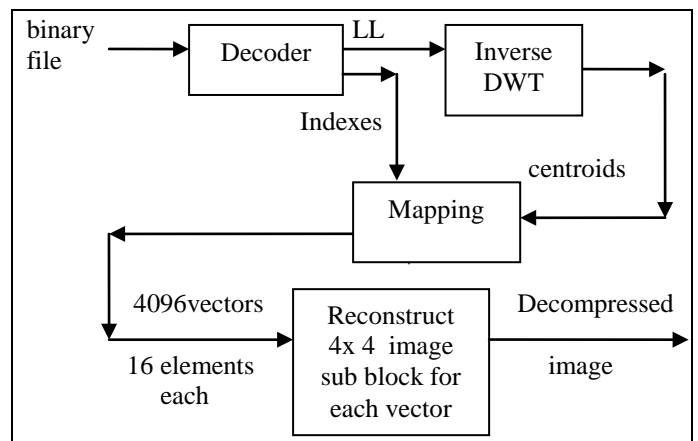 binary
file
Decoder
LL
Inverse
DWT
Indexes
centroids
Mapping
4096vectors
16 elements
each
Reconstruct
4x 4 image
sub block for
each vector
Decompressed
image